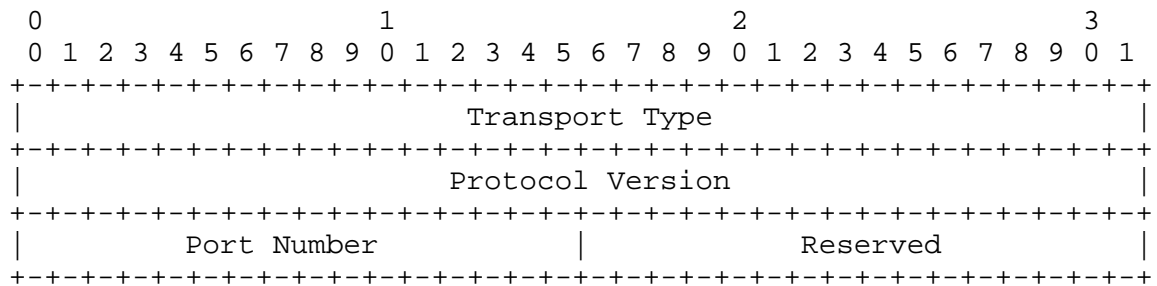 0                   1                   2                   3
 0 1 2 3 4 5 6 7 8 9 0 1 2 3 4 5 6 7 8 9 0 1 2 3 4 5 6 7 8 9 0 1
+-+-+-+-+-+-+-+-+-+-+-+-+-+-+-+-+-+-+-+-+-+-+-+-+-+-+-+-+-+-+-+-+
|                         Transport Type                        |
+-+-+-+-+-+-+-+-+-+-+-+-+-+-+-+-+-+-+-+-+-+-+-+-+-+-+-+-+-+-+-+-+
|                        Protocol Version                       |
+-+-+-+-+-+-+-+-+-+-+-+-+-+-+-+-+-+-+-+-+-+-+-+-+-+-+-+-+-+-+-+-+
|         Port Number           |            Reserved           |
+-+-+-+-+-+-+-+-+-+-+-+-+-+-+-+-+-+-+-+-+-+-+-+-+-+-+-+-+-+-+-+-+